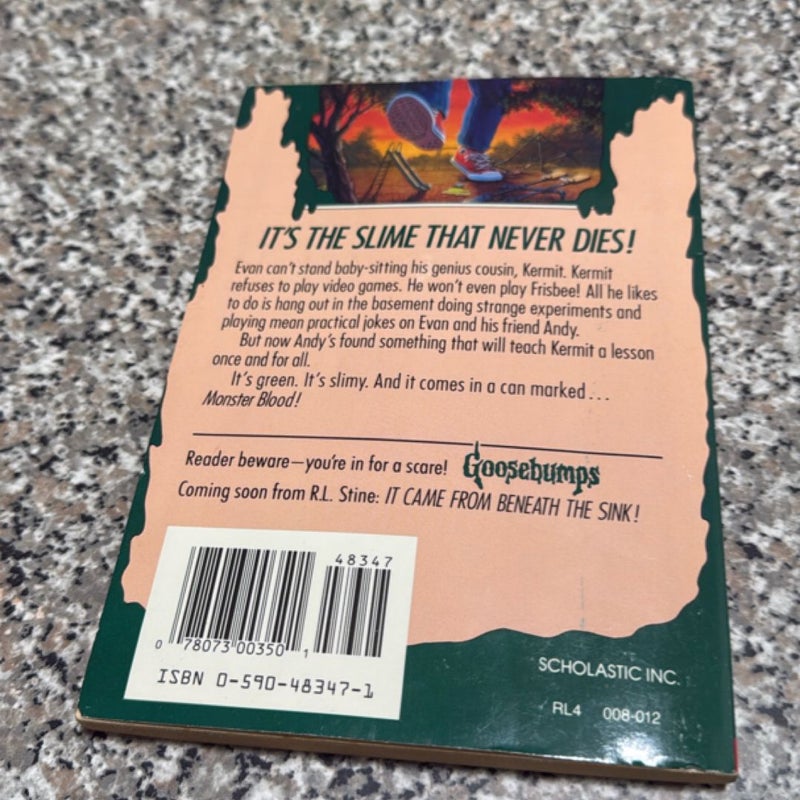 IT'S THE SLIME THAT NEVER DIES!
Evan can't stand baby-sitting his genius cousin, Kermit. Kermit
refuses to play video games. He won't even play Frisbee! All he likes
to do is hang out in the basement doing strange experiments and
playing mean practical jokes on Evan and his friend Andy.
But now Andy's found something that will teach Kermit a lesson
once and for all.
It's green. It's slimy. And it comes in a can marked...
Monster Blood!
Reader beware—you're in for a scare! Goosebumps
Coming soon from R.L. Stine: IT CAME FROM BENEATH THE SINK!
48347
0 78073 00350 1
ISBN 0-590-48347-1
SCHOLASTIC INC.
RL4 008-012